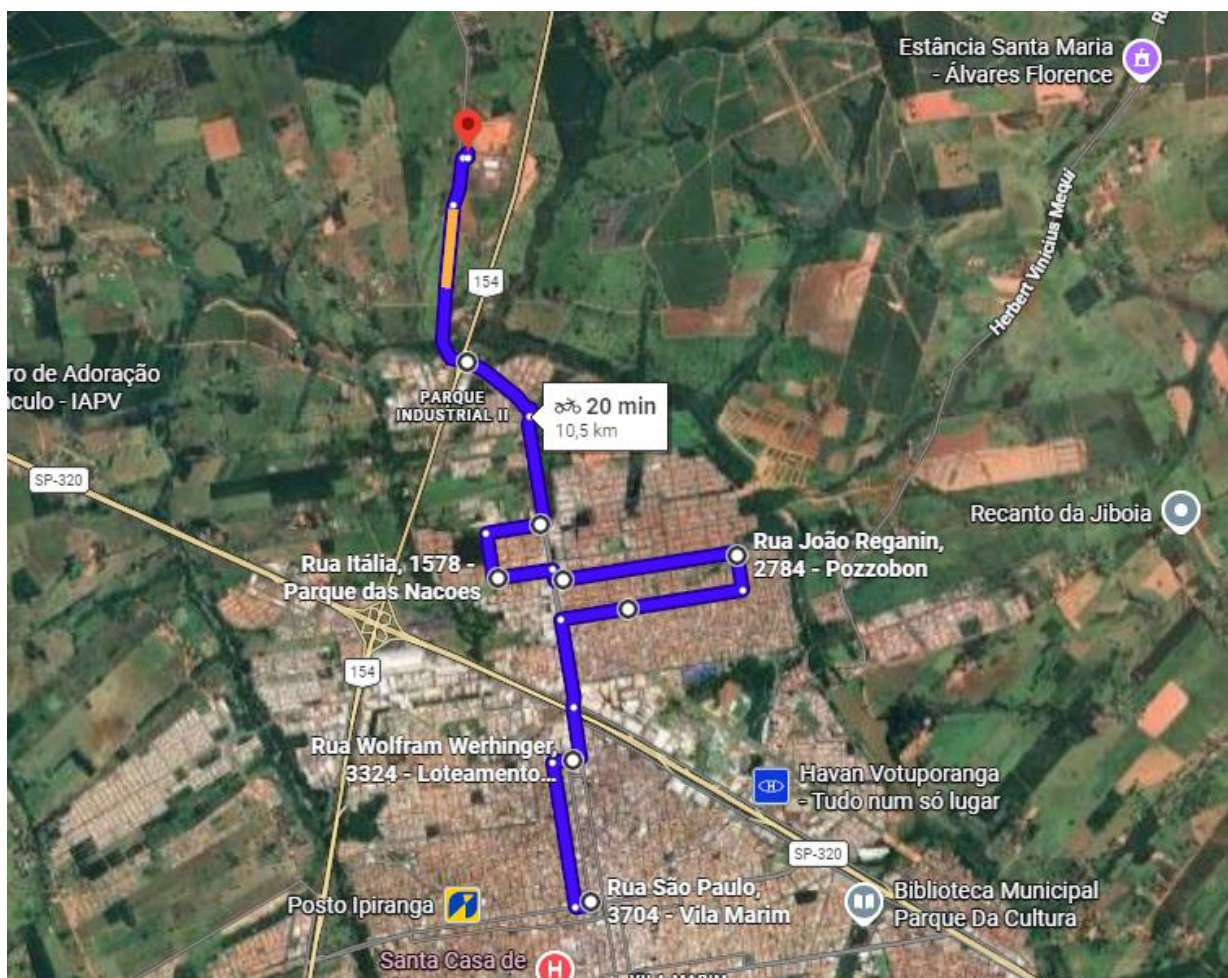 Estância Santa Maria
- Álvares Florence
154
Herbert Vinicius Mequi
ro de Adoração
áculo - IAPV
PARQUE
INDUSTRIAL II
20 min
10,5 km
SP-320
Recanto da Jiboia
Rua Itália, 1578 -
Parque das Nacoes
Rua João Reganin,
2784 - Pozzobon
154
Rua Wolfram Werhinger,
3324 - Loteamento...
Havan Votuporanga
- Tudo num só lugar
SP-320
Posto Ipiranga
Rua São Paulo,
3704 - Vila Marim
Biblioteca Municipal
Parque Da Cultura
Santa Casa de
H
VILA MARIM